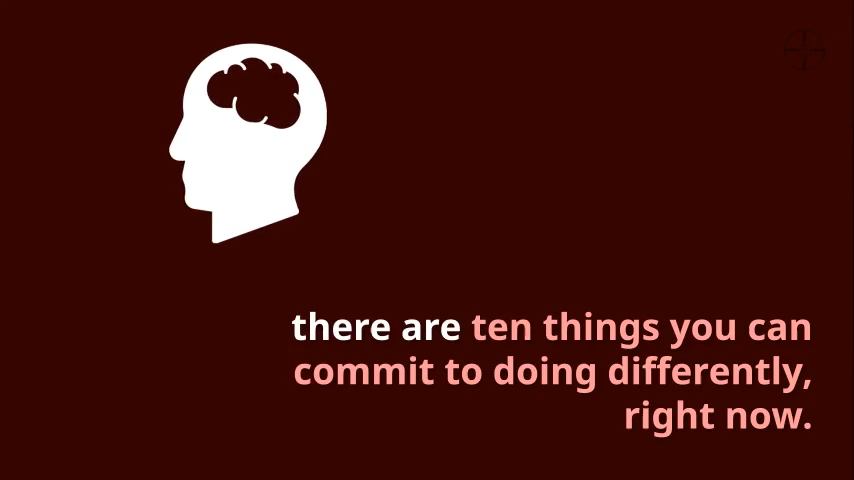 there are ten things you can
commit to doing differently,
right now.